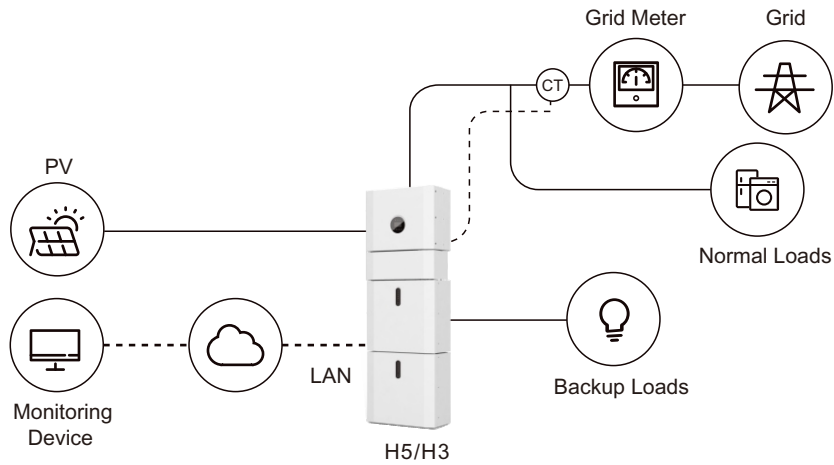 Grid Meter
Grid
CT
PV
Normal Loads
LAN
Backup Loads
Monitoring
Device
H5/H3